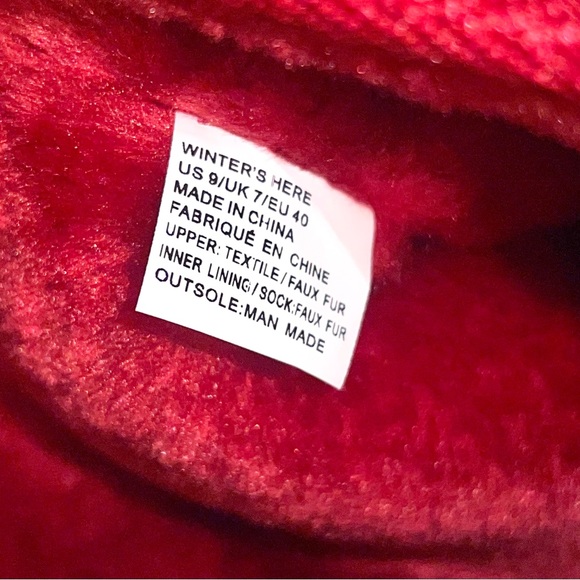 WINTER'S HERE
US 9/UK 7/EU 40
MADE IN CHINA
FABRIQUÉ EN CHINE
UPPER: TEXTILE/FAUX FUR
INNER LINING/SOCK:FAUX FUR
OUTSOLE:MAN MADE